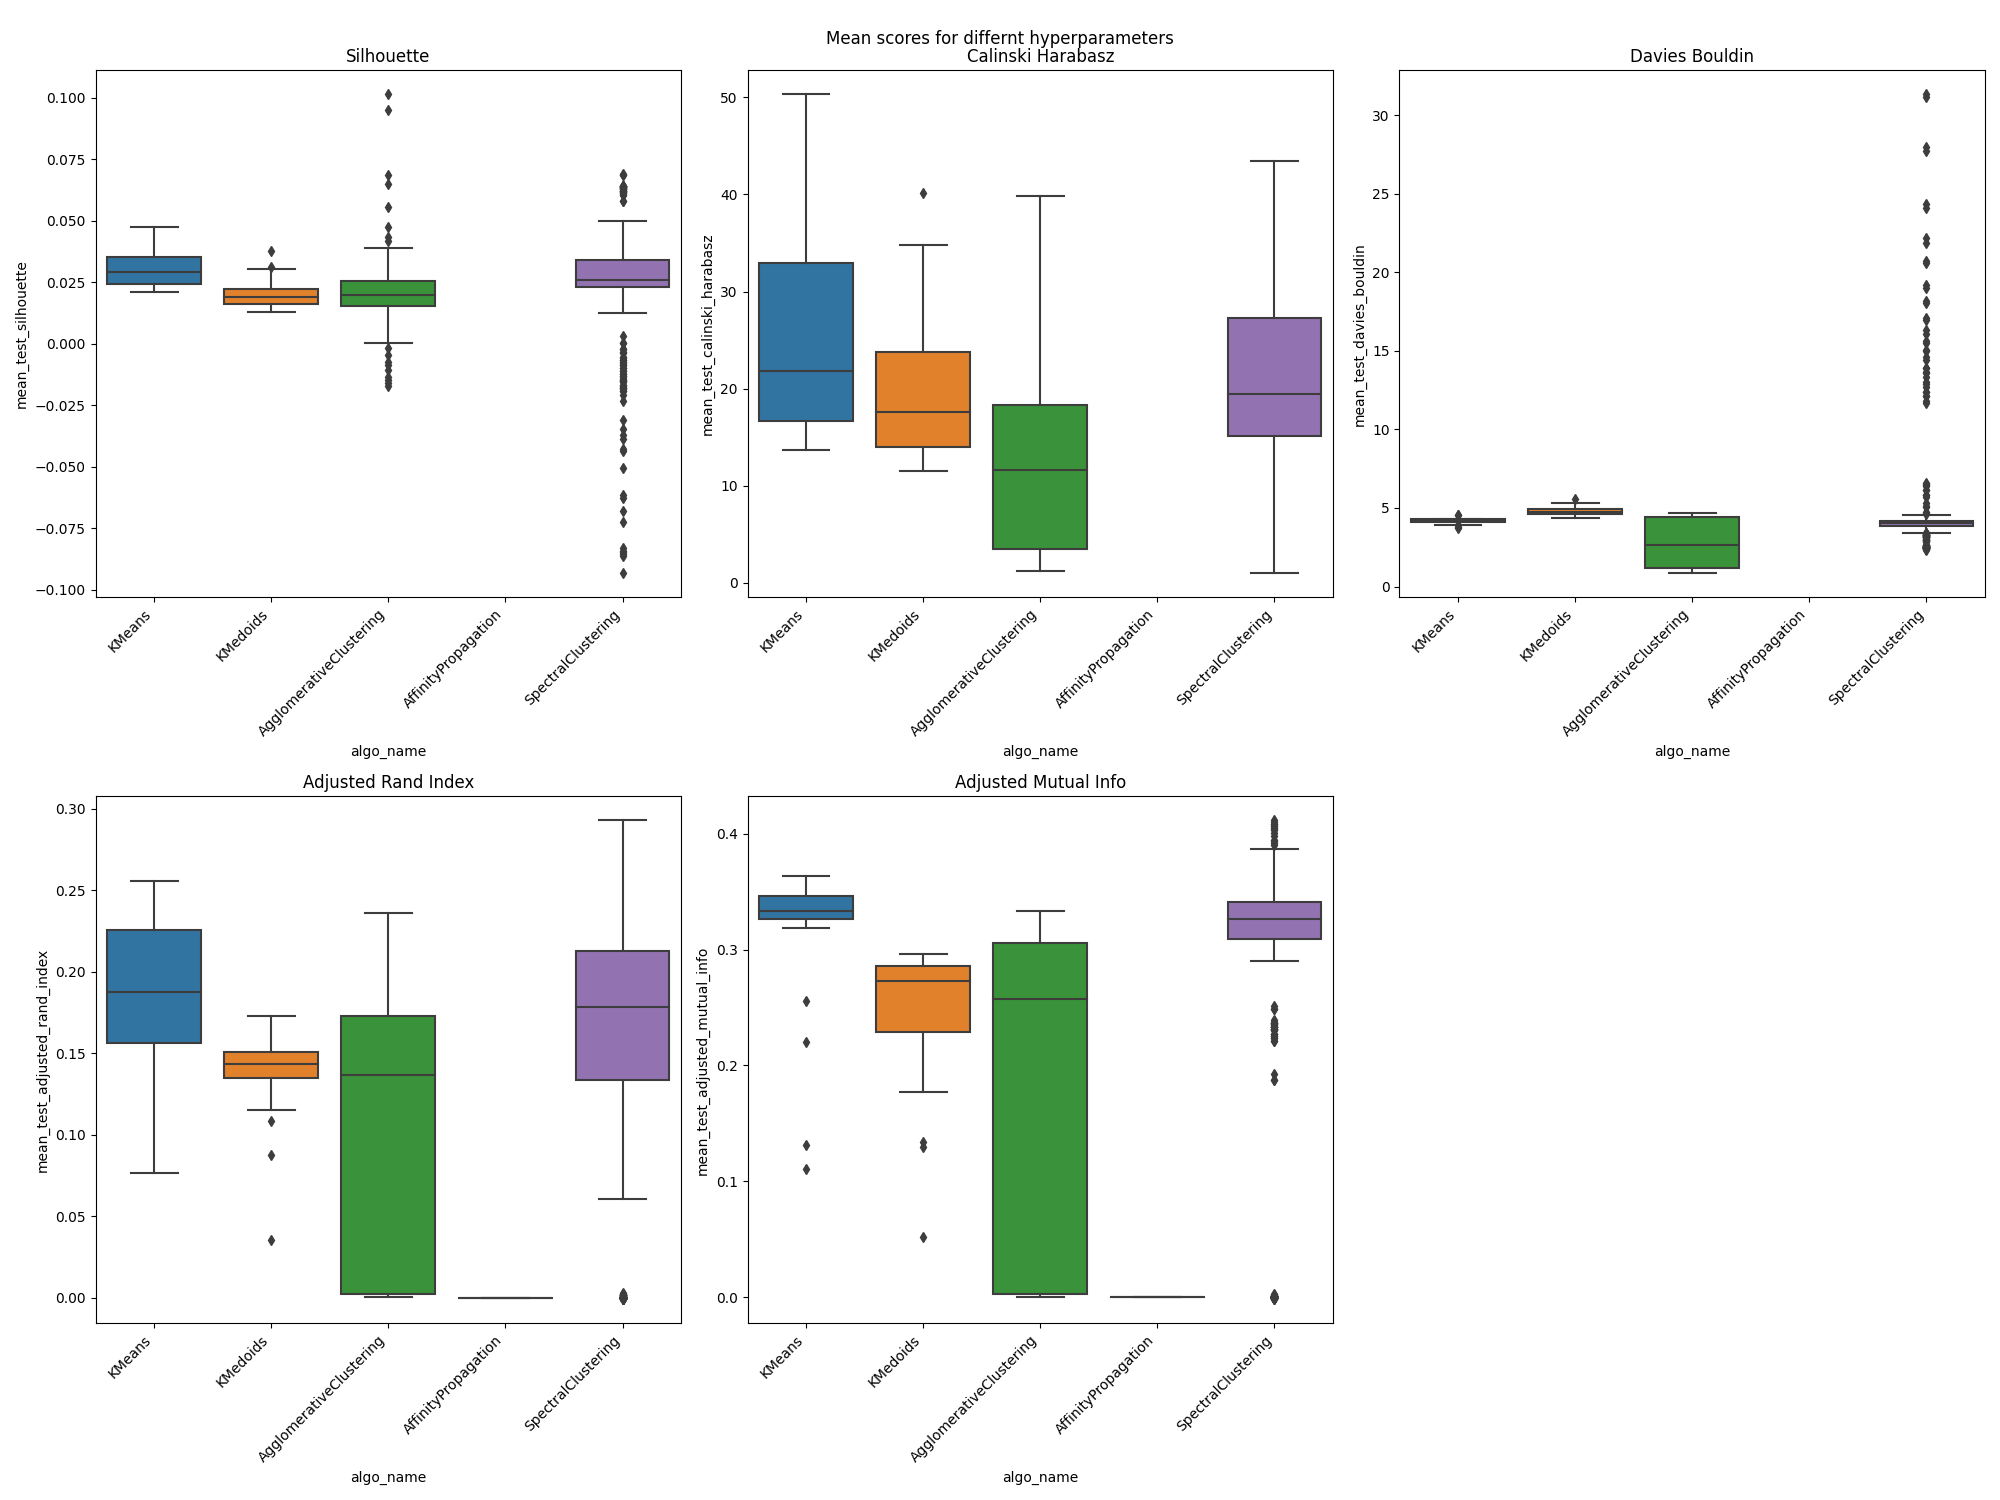 Mean scores for differnt hyperparameters
Silhouette
mean_test_silhouette
0.100
0.075
0.050
0.025
0.000
−0.025
−0.050
−0.075
−0.100
KMeans
KMedoids
AgglomerativeClustering
AffinityPropagation
SpectralClustering
algo_name
Calinski Harabasz
mean_test_calinski_harabasz
50
40
30
20
10
0
KMeans
KMedoids
AgglomerativeClustering
AffinityPropagation
SpectralClustering
algo_name
Davies Bouldin
mean_test_davies_bouldin
30
25
20
15
10
5
0
KMeans
KMedoids
AgglomerativeClustering
AffinityPropagation
SpectralClustering
algo_name
Adjusted Rand Index
mean_test_adjusted_rand_index
0.30
0.25
0.20
0.15
0.10
0.05
0.00
KMeans
KMedoids
AgglomerativeClustering
AffinityPropagation
SpectralClustering
algo_name
Adjusted Mutual Info
mean_test_adjusted_mutual_info
0.4
0.3
0.2
0.1
0.0
KMeans
KMedoids
AgglomerativeClustering
AffinityPropagation
SpectralClustering
algo_name